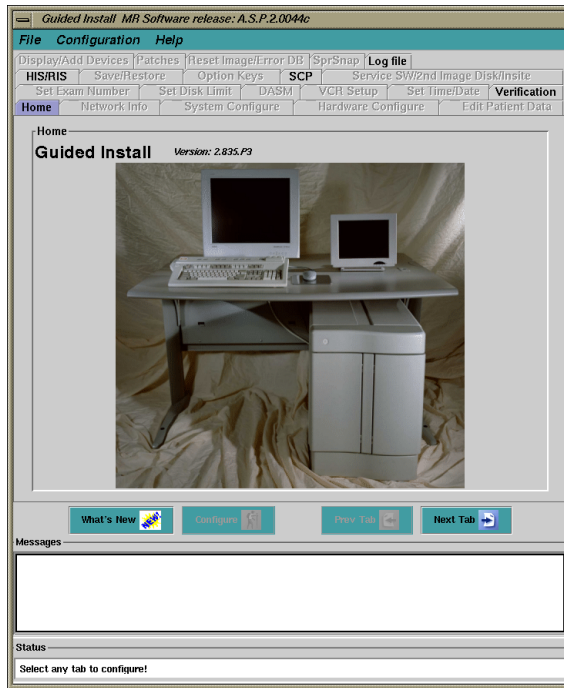 Guided Install MR Software release: A.S.P.2.0044c
File Configuration Help
Display/Add Devices Patches Reset Image/Error DB SprSnap Log file
HIS/RIS Save/Restore Option Keys SCP Service SW/2nd Image Disk/Insite
Set Exam Number Set Disk Limit DASM VCR Setup Set Time/Date Verification
Home Network Info System Configure Hardware Configure Edit Patient Data
Home
Guided Install Version: 2.835.P3
What's New NEW! Configure Prev Tab Next Tab
Messages
Status
Select any tab to configure!